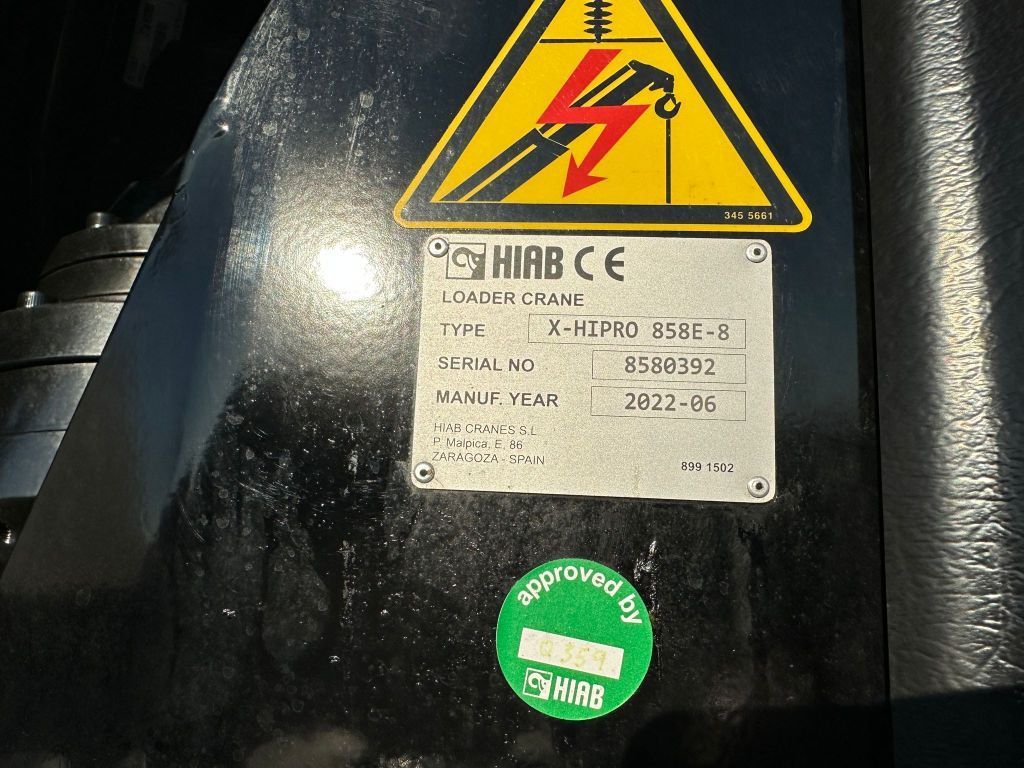 345 5661
HIAB CE
LOADER CRANE
TYPE X-HIPRO 858E-8
SERIAL NO 8580392
MANUF. YEAR 2022-06
HIAB CRANES S.L
P. Malpica, E, 86
ZARAGOZA - SPAIN
899 1502
approved by
Q359
HIAB